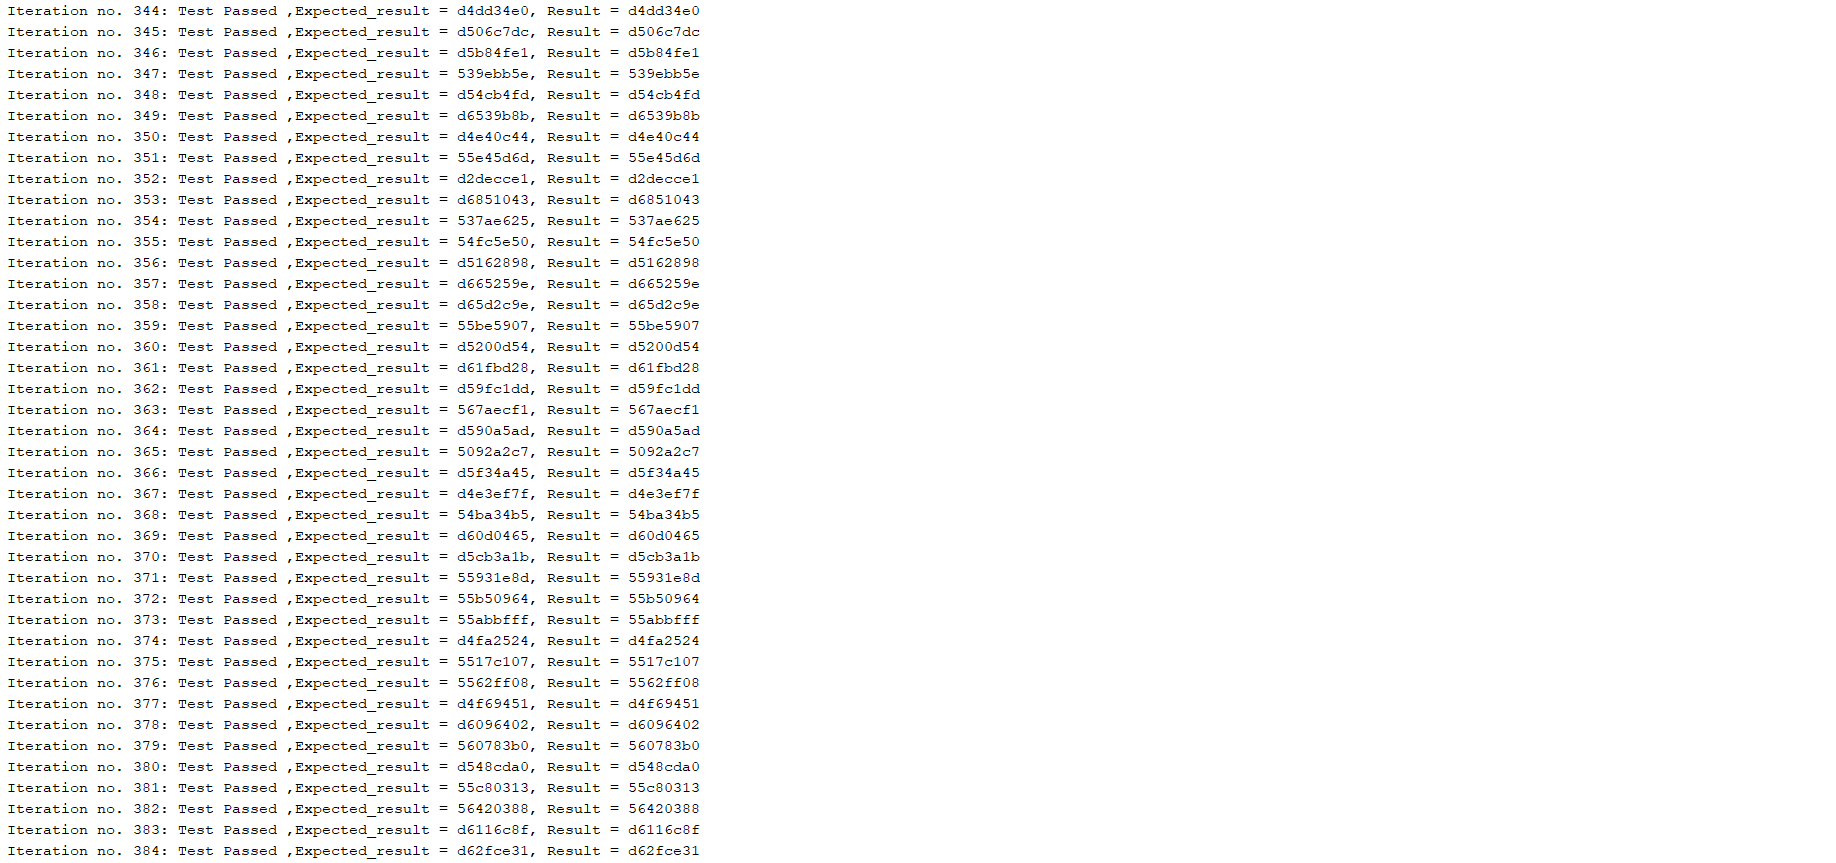 Iteration no. 344: Test Passed ,Expected_result = d4dd34e0, Result = d4dd34e0
Iteration no. 345: Test Passed ,Expected_result = d506c7dc, Result = d506c7dc
Iteration no. 346: Test Passed ,Expected_result = d5b84fe1, Result = d5b84fe1
Iteration no. 347: Test Passed ,Expected_result = 539ebb5e, Result = 539ebb5e
Iteration no. 348: Test Passed ,Expected_result = d54cb4fd, Result = d54cb4fd
Iteration no. 349: Test Passed ,Expected_result = d6539b8b, Result = d6539b8b
Iteration no. 350: Test Passed ,Expected_result = d4e40c44, Result = d4e40c44
Iteration no. 351: Test Passed ,Expected_result = 55e45d6d, Result = 55e45d6d
Iteration no. 352: Test Passed ,Expected_result = d2decce1, Result = d2decce1
Iteration no. 353: Test Passed ,Expected_result = d6851043, Result = d6851043
Iteration no. 354: Test Passed ,Expected_result = 537ae625, Result = 537ae625
Iteration no. 355: Test Passed ,Expected_result = 54fc5e50, Result = 54fc5e50
Iteration no. 356: Test Passed ,Expected_result = d5162898, Result = d5162898
Iteration no. 357: Test Passed ,Expected_result = d665259e, Result = d665259e
Iteration no. 358: Test Passed ,Expected_result = d65d2c9e, Result = d65d2c9e
Iteration no. 359: Test Passed ,Expected_result = 55be5907, Result = 55be5907
Iteration no. 360: Test Passed ,Expected_result = d5200d54, Result = d5200d54
Iteration no. 361: Test Passed ,Expected_result = d61fbd28, Result = d61fbd28
Iteration no. 362: Test Passed ,Expected_result = d59fc1dd, Result = d59fc1dd
Iteration no. 363: Test Passed ,Expected_result = 567aecf1, Result = 567aecf1
Iteration no. 364: Test Passed ,Expected_result = d590a5ad, Result = d590a5ad
Iteration no. 365: Test Passed ,Expected_result = 5092a2c7, Result = 5092a2c7
Iteration no. 366: Test Passed ,Expected_result = d5f34a45, Result = d5f34a45
Iteration no. 367: Test Passed ,Expected_result = d4e3ef7f, Result = d4e3ef7f
Iteration no. 368: Test Passed ,Expected_result = 54ba34b5, Result = 54ba34b5
Iteration no. 369: Test Passed ,Expected_result = d60d0465, Result = d60d0465
Iteration no. 370: Test Passed ,Expected_result = d5cb3a1b, Result = d5cb3a1b
Iteration no. 371: Test Passed ,Expected_result = 55931e8d, Result = 55931e8d
Iteration no. 372: Test Passed ,Expected_result = 55b50964, Result = 55b50964
Iteration no. 373: Test Passed ,Expected_result = 55abbfff, Result = 55abbfff
Iteration no. 374: Test Passed ,Expected_result = d4fa2524, Result = d4fa2524
Iteration no. 375: Test Passed ,Expected_result = 5517c107, Result = 5517c107
Iteration no. 376: Test Passed ,Expected_result = 5562ff08, Result = 5562ff08
Iteration no. 377: Test Passed ,Expected_result = d4f69451, Result = d4f69451
Iteration no. 378: Test Passed ,Expected_result = d6096402, Result = d6096402
Iteration no. 379: Test Passed ,Expected_result = 560783b0, Result = 560783b0
Iteration no. 380: Test Passed ,Expected_result = d548cda0, Result = d548cda0
Iteration no. 381: Test Passed ,Expected_result = 55c80313, Result = 55c80313
Iteration no. 382: Test Passed ,Expected_result = 56420388, Result = 56420388
Iteration no. 383: Test Passed ,Expected_result = d6116c8f, Result = d6116c8f
Iteration no. 384: Test Passed ,Expected_result = d62fce31, Result = d62fce31